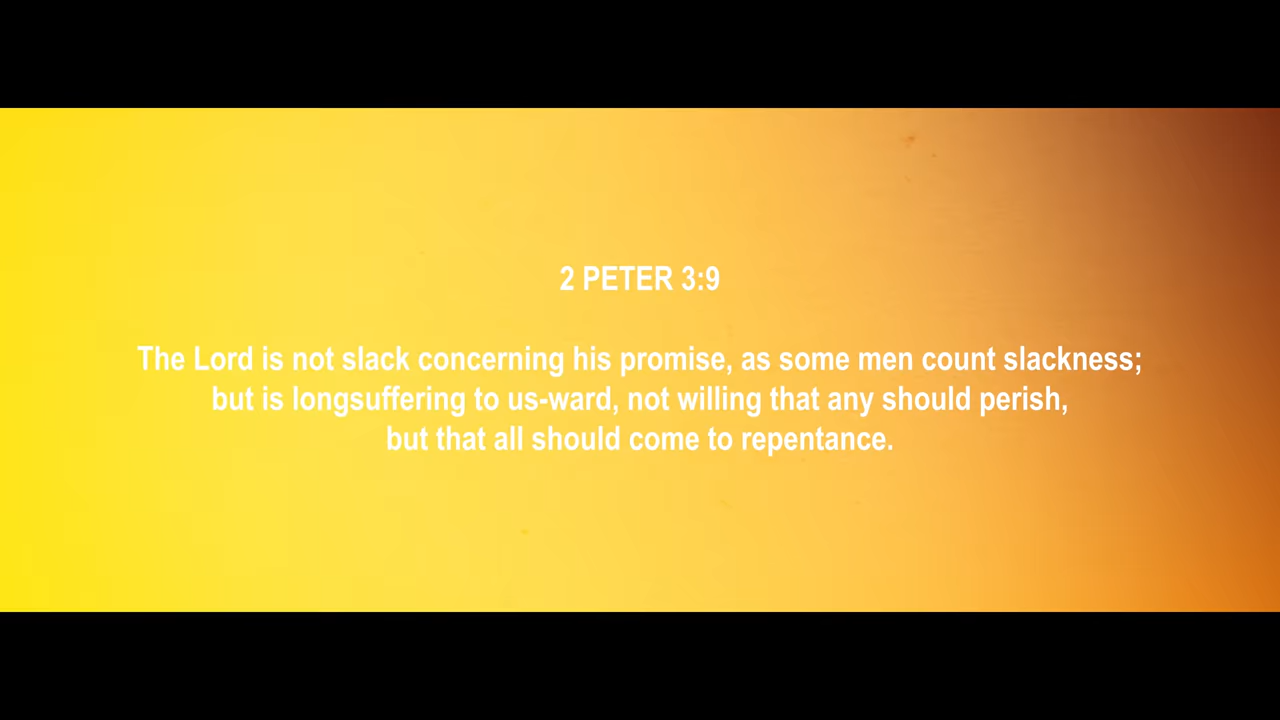 2 PETER 3:9
The Lord is not slack concerning his promise, as some men count slackness;
but is longsuffering to us-ward, not willing that any should perish,
but that all should come to repentance.